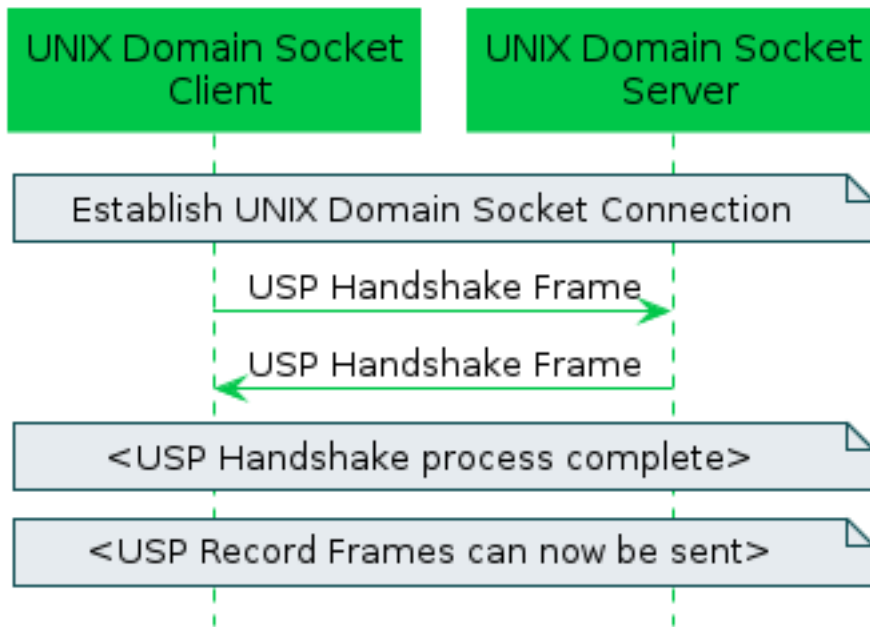 UNIX Domain Socket
Client
UNIX Domain Socket
Server
Establish UNIX Domain Socket Connection
USP Handshake Frame
USP Handshake Frame
<USP Handshake process complete>
<USP Record Frames can now be sent>